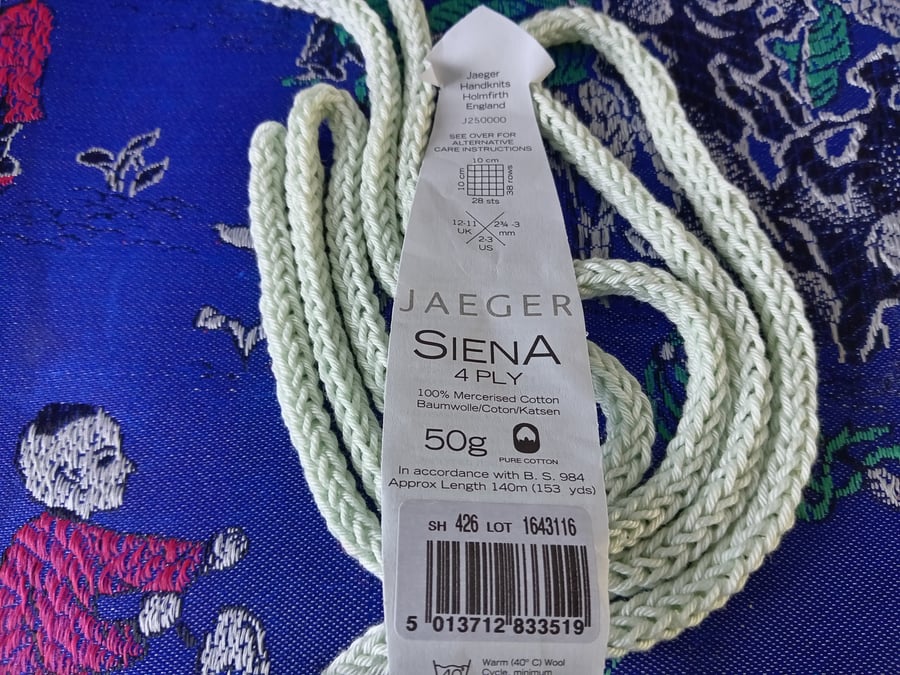 Jaeger
Handknits
Holmfirth
England
J250000
SEE OVER FOR
ALTERNATIVE
CARE INSTRUCTIONS
10 cm
10 cm
38 rows
28 sts
12-11 UK
2¾ -3 mm
2-3
US
JAEGER
SIENA
4 PLY
100% Mercerised Cotton
Baumwolle/Coton/Katsen
50g
PURE COTTON
In accordance with B. S. 984
Approx Length 140m (153 yds)
SH 426 LOT 1643116
5 013712 833519
40°
Warm (40° C) Wool
Cycle, minimum